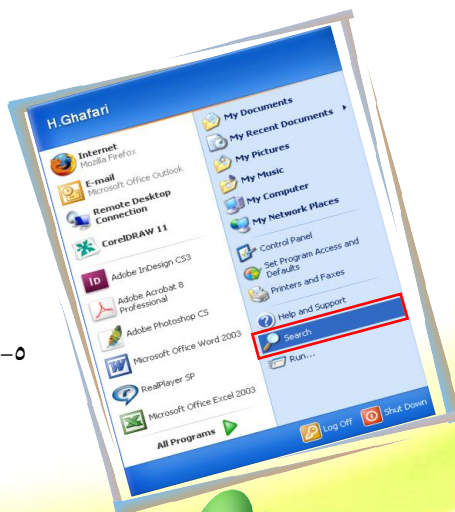 H.Ghafari
Internet
Mozilla Firefox
E-mail
Microsoft Office Outlook
Remote Desktop
Connection
CorelDRAW 11
Adobe InDesign CS3
Adobe Acrobat 8
Professional
Adobe Photoshop CS
Microsoft Office Word 2003
RealPlayer SP
Microsoft Office Excel 2003
All Programs
My Documents
My Recent Documents
My Pictures
My Music
My Computer
My Network Places
Control Panel
Set Program Access and
Defaults
Printers and Faxes
Help and Support
Search
Run...
Log Off
Shut Down
۵-